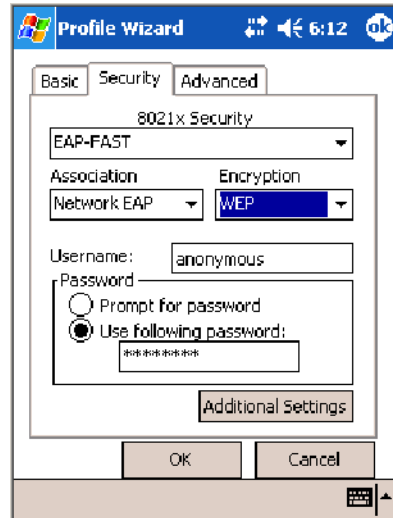 Profile Wizard 6:12 ok
Basic Security Advanced
8021x Security
EAP-FAST
Association Encryption
Network EAP WEP
Username: anonymous
Password
Prompt for password
Use following password:
********
Additional Settings
OK Cancel